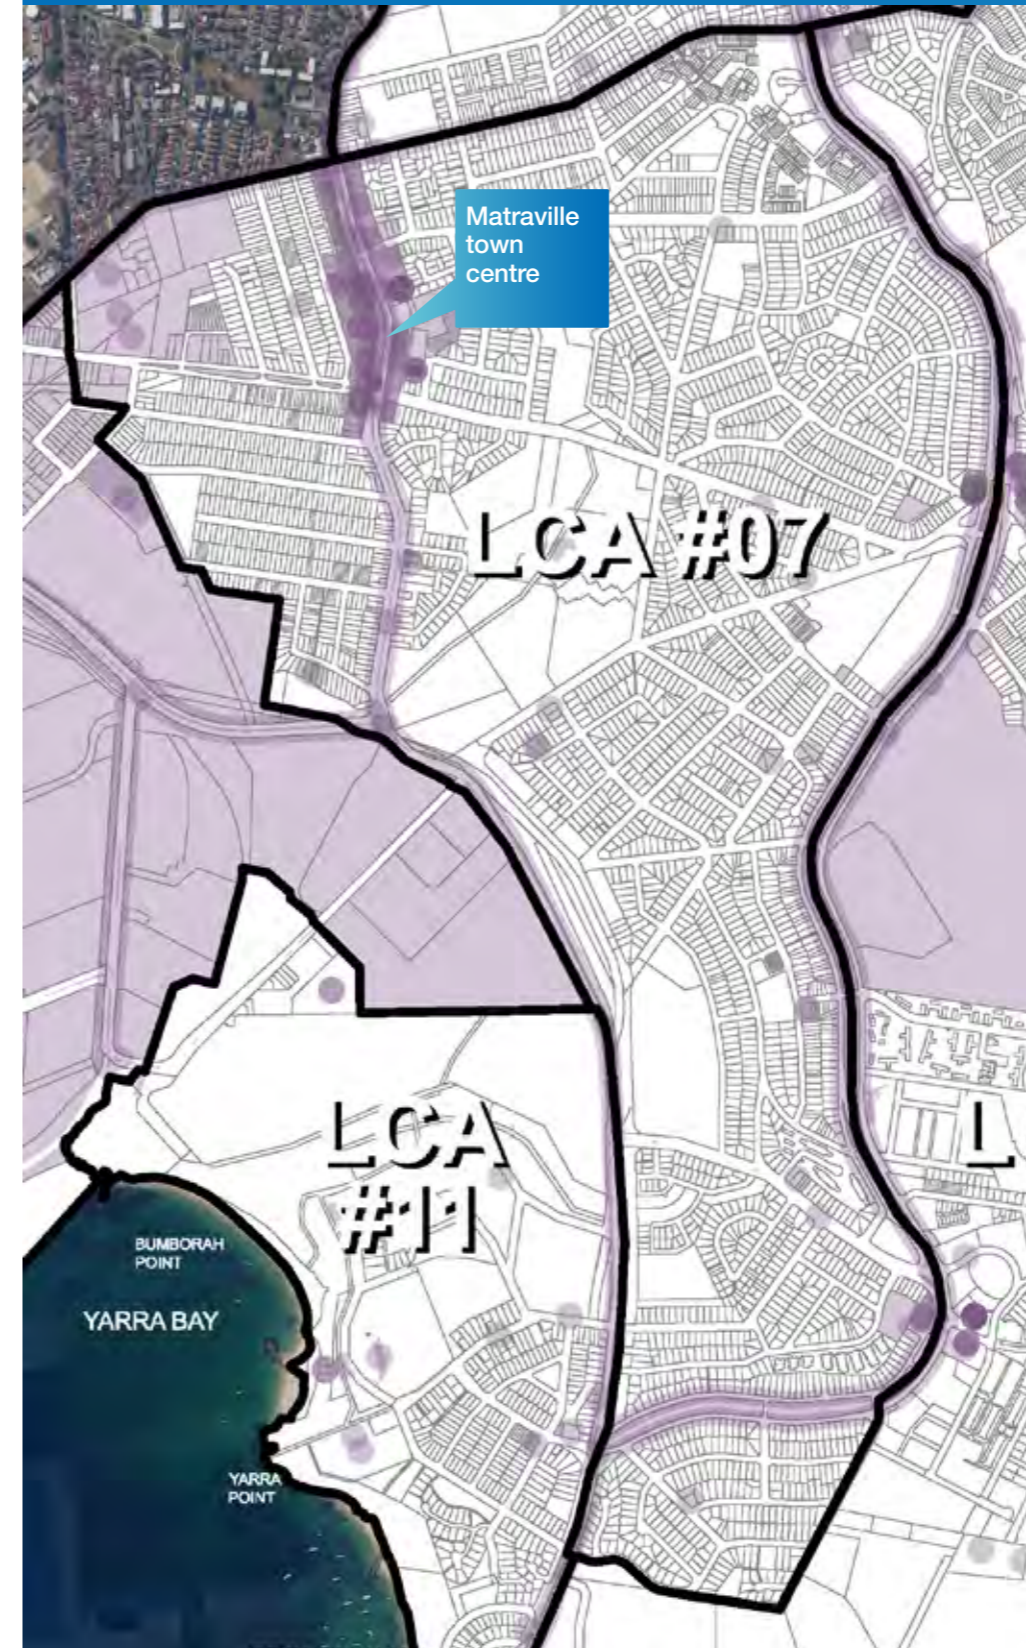 Matraville
town
centre
LCA #07
LCA
#11
L
BUMBORAH
POINT
YARRA BAY
YARRA
POINT